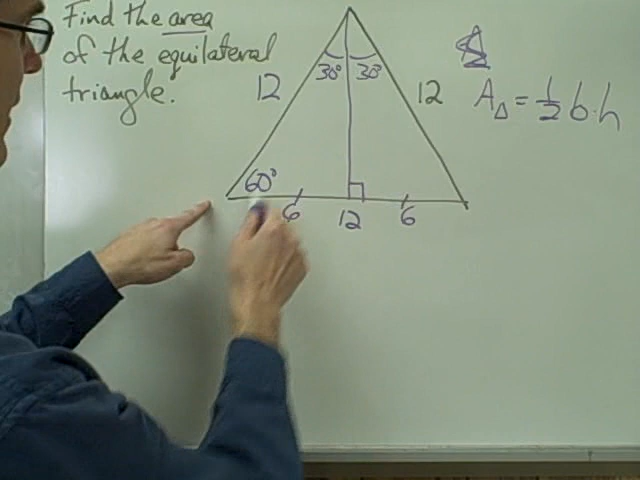 Find the area
of the equilateral
triangle.
30° 30°
12
12
A△ = 1/2 b·h
60°
6 12 6